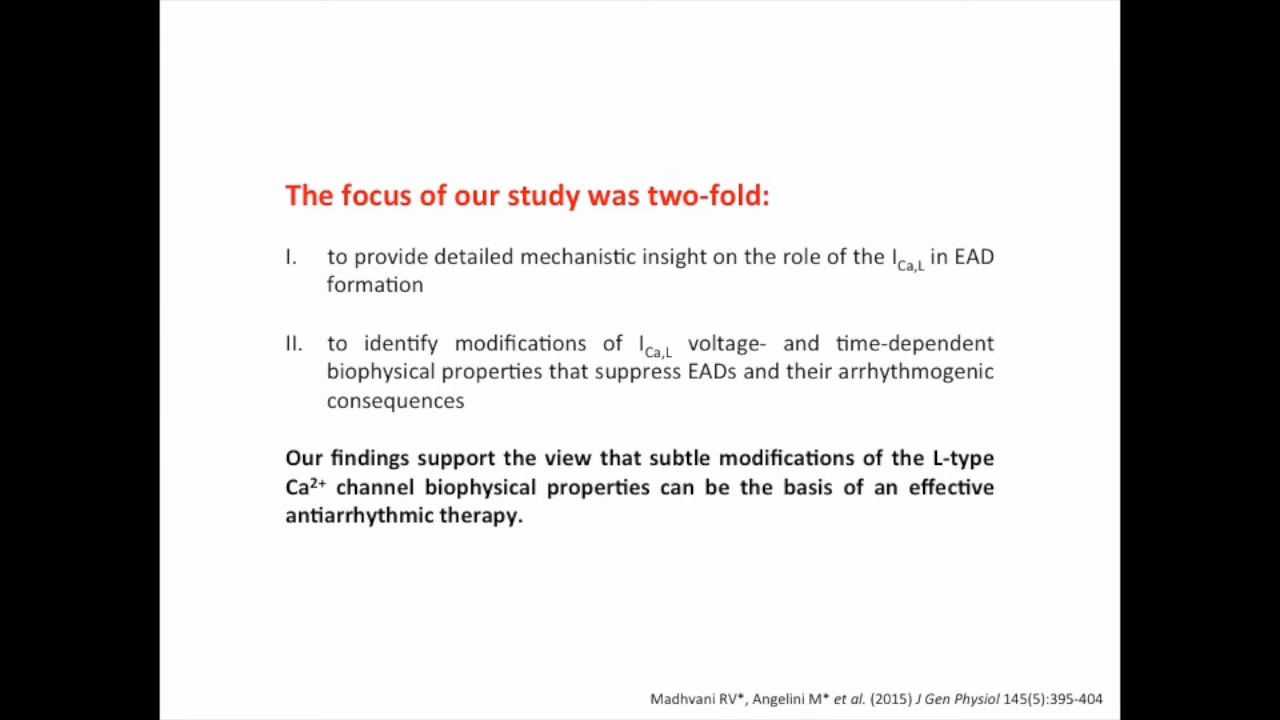 The focus of our study was two-fold:
I. to provide detailed mechanistic insight on the role of the I_Ca,L in EAD
formation
II. to identify modifications of I_Ca,L voltage- and time-dependent
biophysical properties that suppress EADs and their arrhythmogenic
consequences
Our findings support the view that subtle modifications of the L-type
Ca²⁺ channel biophysical properties can be the basis of an effective
antiarrhythmic therapy.
Madhvani RV*, Angelini M* et al. (2015) J Gen Physiol 145(5):395-404